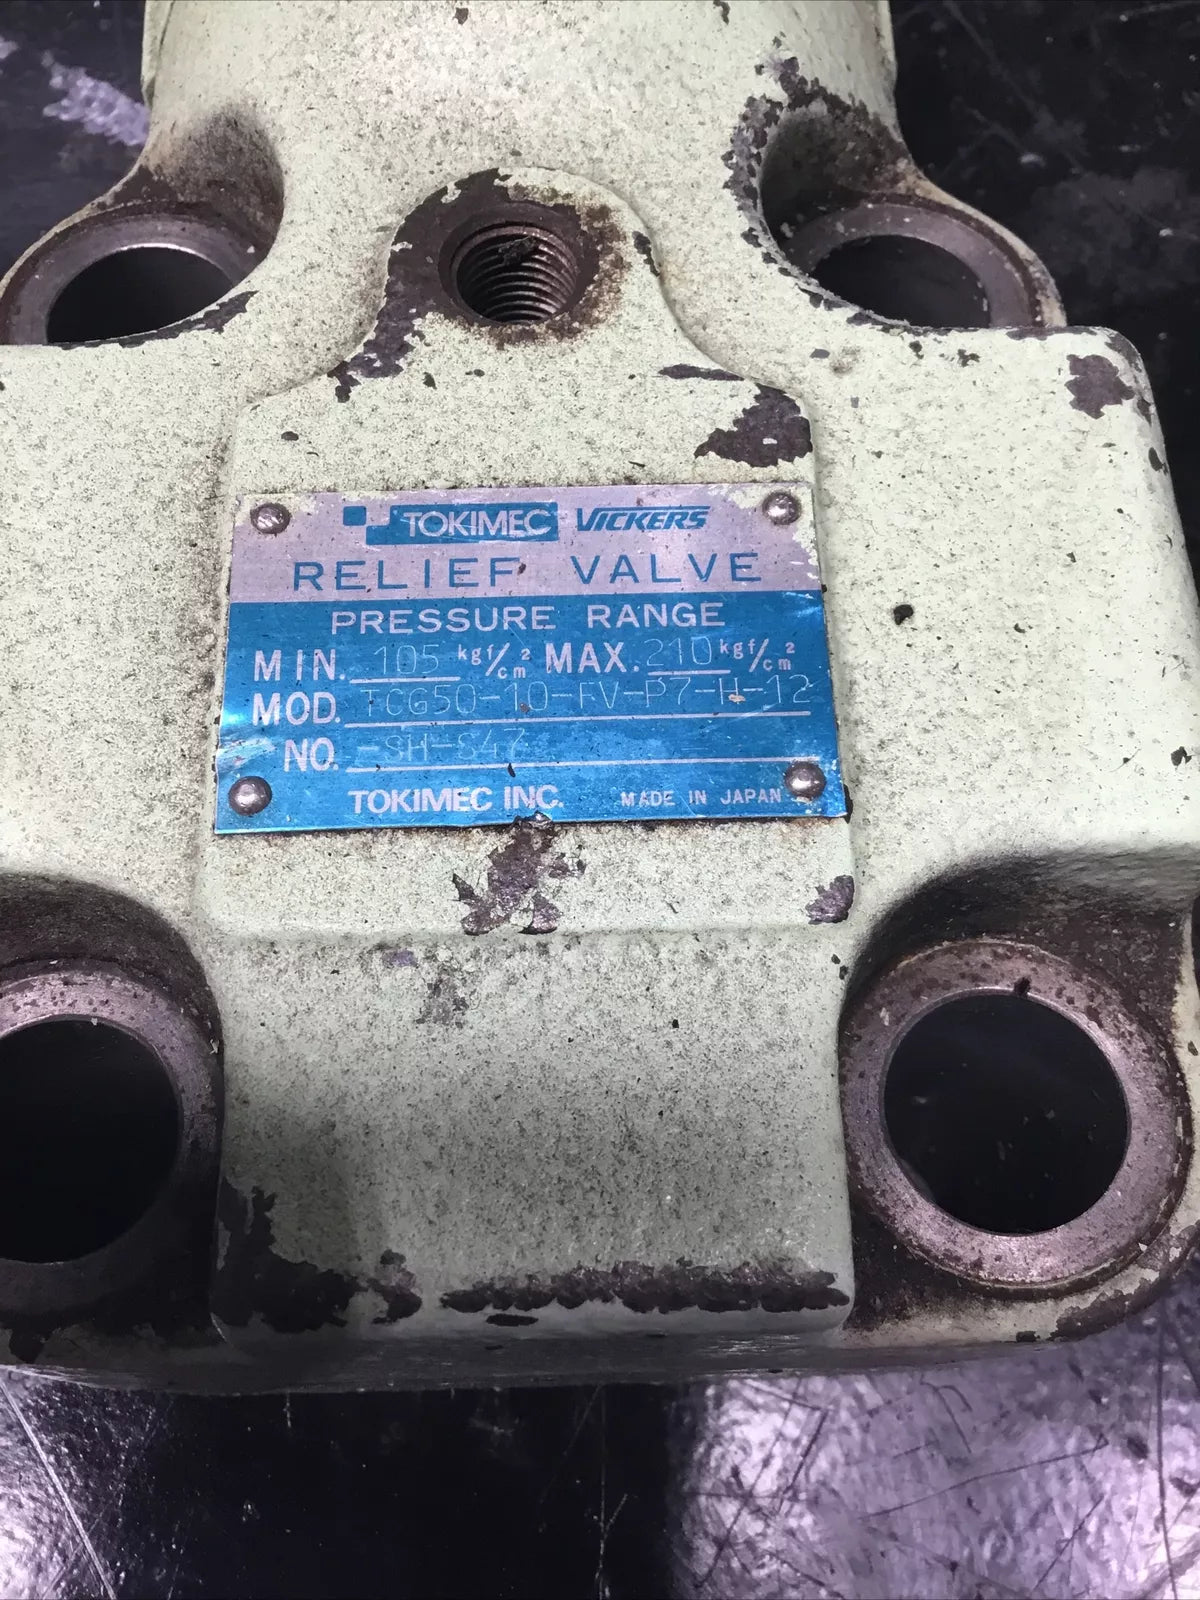 TOKIMEC VICKERS
RELIEF VALVE
PRESSURE RANGE
MIN. 105 kgf/cm² MAX. 210 kgf/cm²
MOD. TCG50-10-FV-P7-H-12
NO. -SH-S47
TOKIMEC INC. MADE IN JAPAN